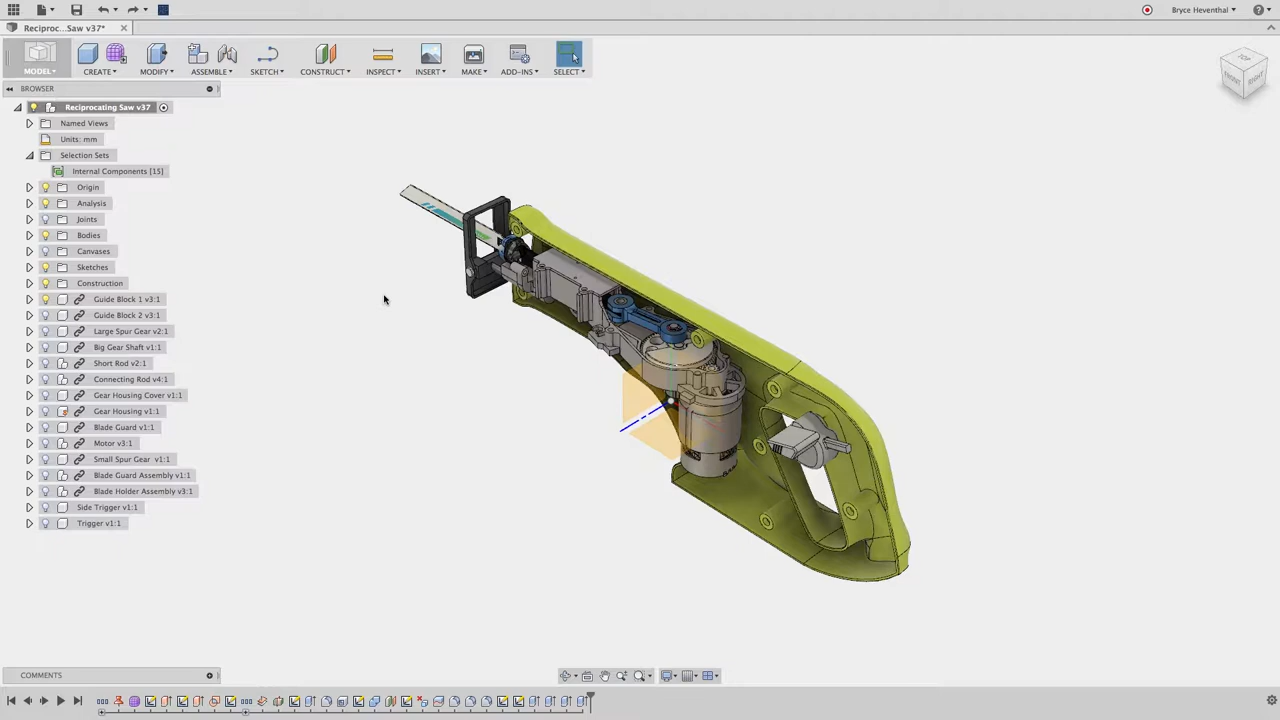 Bryce Heventhal
Reciproc...Saw v37*
MODEL
CREATE
MODIFY
ASSEMBLE
SKETCH
CONSTRUCT
INSPECT
INSERT
MAKE
ADD-INS
SELECT
BROWSER
TOP
FRONT
RIGHT
Reciprocating Saw v37
Named Views
Units: mm
Selection Sets
Internal Components [15]
Origin
Analysis
Joints
Bodies
Canvases
Sketches
Construction
Guide Block 1 v3:1
Guide Block 2 v3:1
Large Spur Gear v2:1
Big Gear Shaft v1:1
Short Rod v2:1
Connecting Rod v4:1
Gear Housing Cover v1:1
Gear Housing v1:1
Blade Guard v1:1
Motor v3:1
Small Spur Gear v1:1
Blade Guard Assembly v1:1
Blade Holder Assembly v3:1
Side Trigger v1:1
Trigger v1:1
COMMENTS